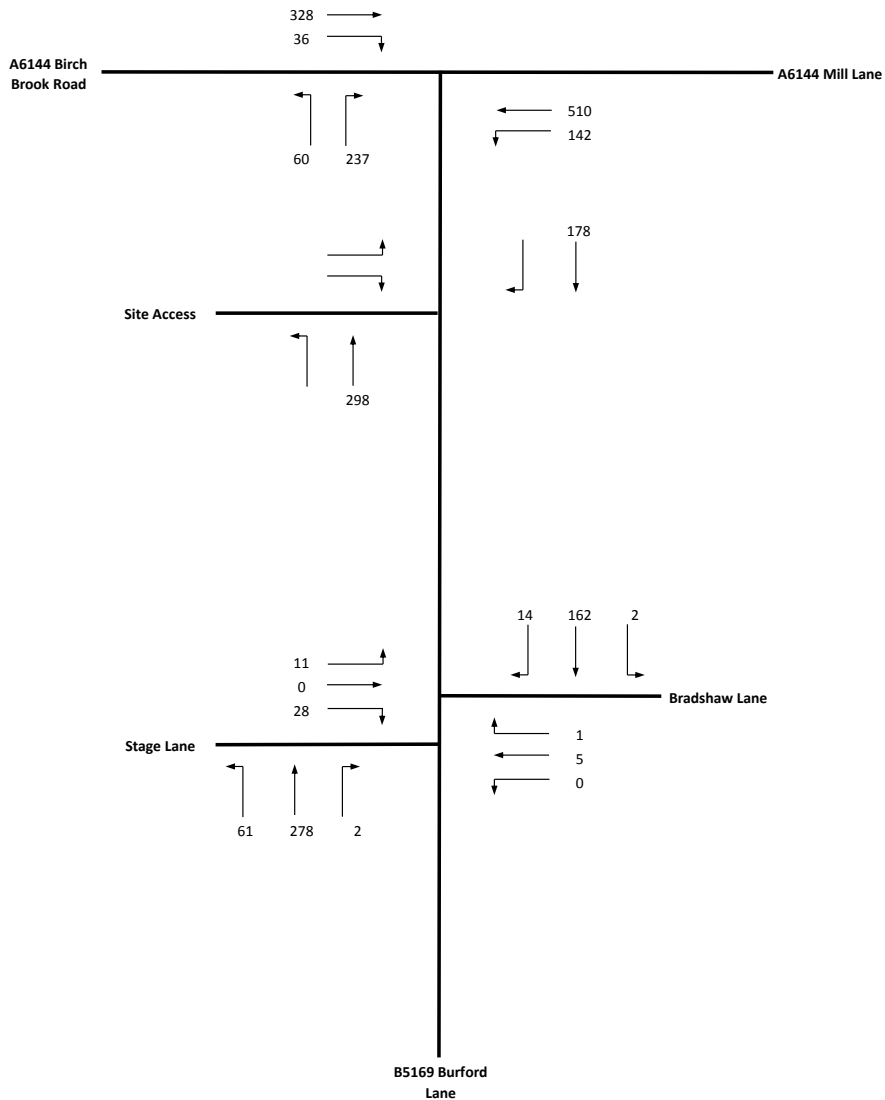 328
36
A6144 Birch
Brook Road
A6144 Mill Lane
510
142
60 237
178
Site Access
298
14 162 2
11
0
28
Bradshaw Lane
1
5
0
Stage Lane
61 278 2
B5169 Burford
Lane